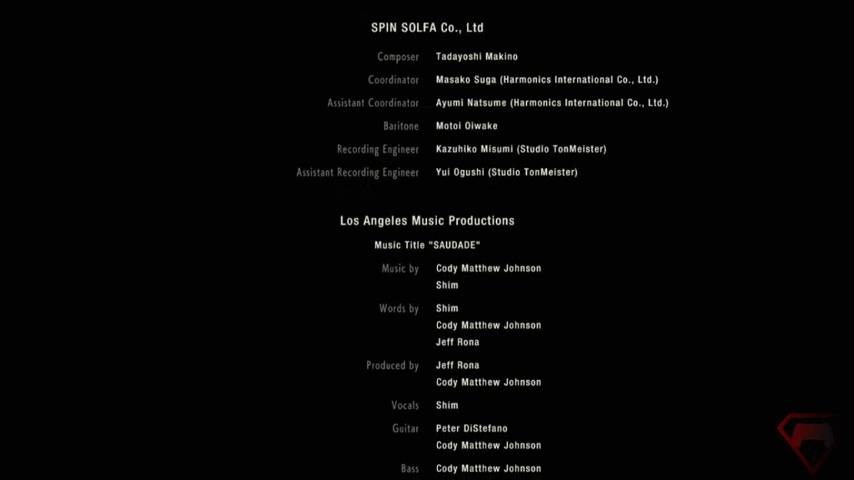 SPIN SOLFA Co., Ltd
Composer Tadayoshi Makino
Coordinator Masako Suga (Harmonics International Co., Ltd.)
Assistant Coordinator Ayumi Natsume (Harmonics International Co., Ltd.)
Baritone Motoi Oiwake
Recording Engineer Kazuhiko Misumi (Studio TonMeister)
Assistant Recording Engineer Yui Ogushi (Studio TonMeister)
Los Angeles Music Productions
Music Title "SAUDADE"
Music by Cody Matthew Johnson
Shim
Words by Shim
Cody Matthew Johnson
Jeff Rona
Produced by Jeff Rona
Cody Matthew Johnson
Vocals Shim
Guitar Peter DiStefano
Cody Matthew Johnson
Bass Cody Matthew Johnson